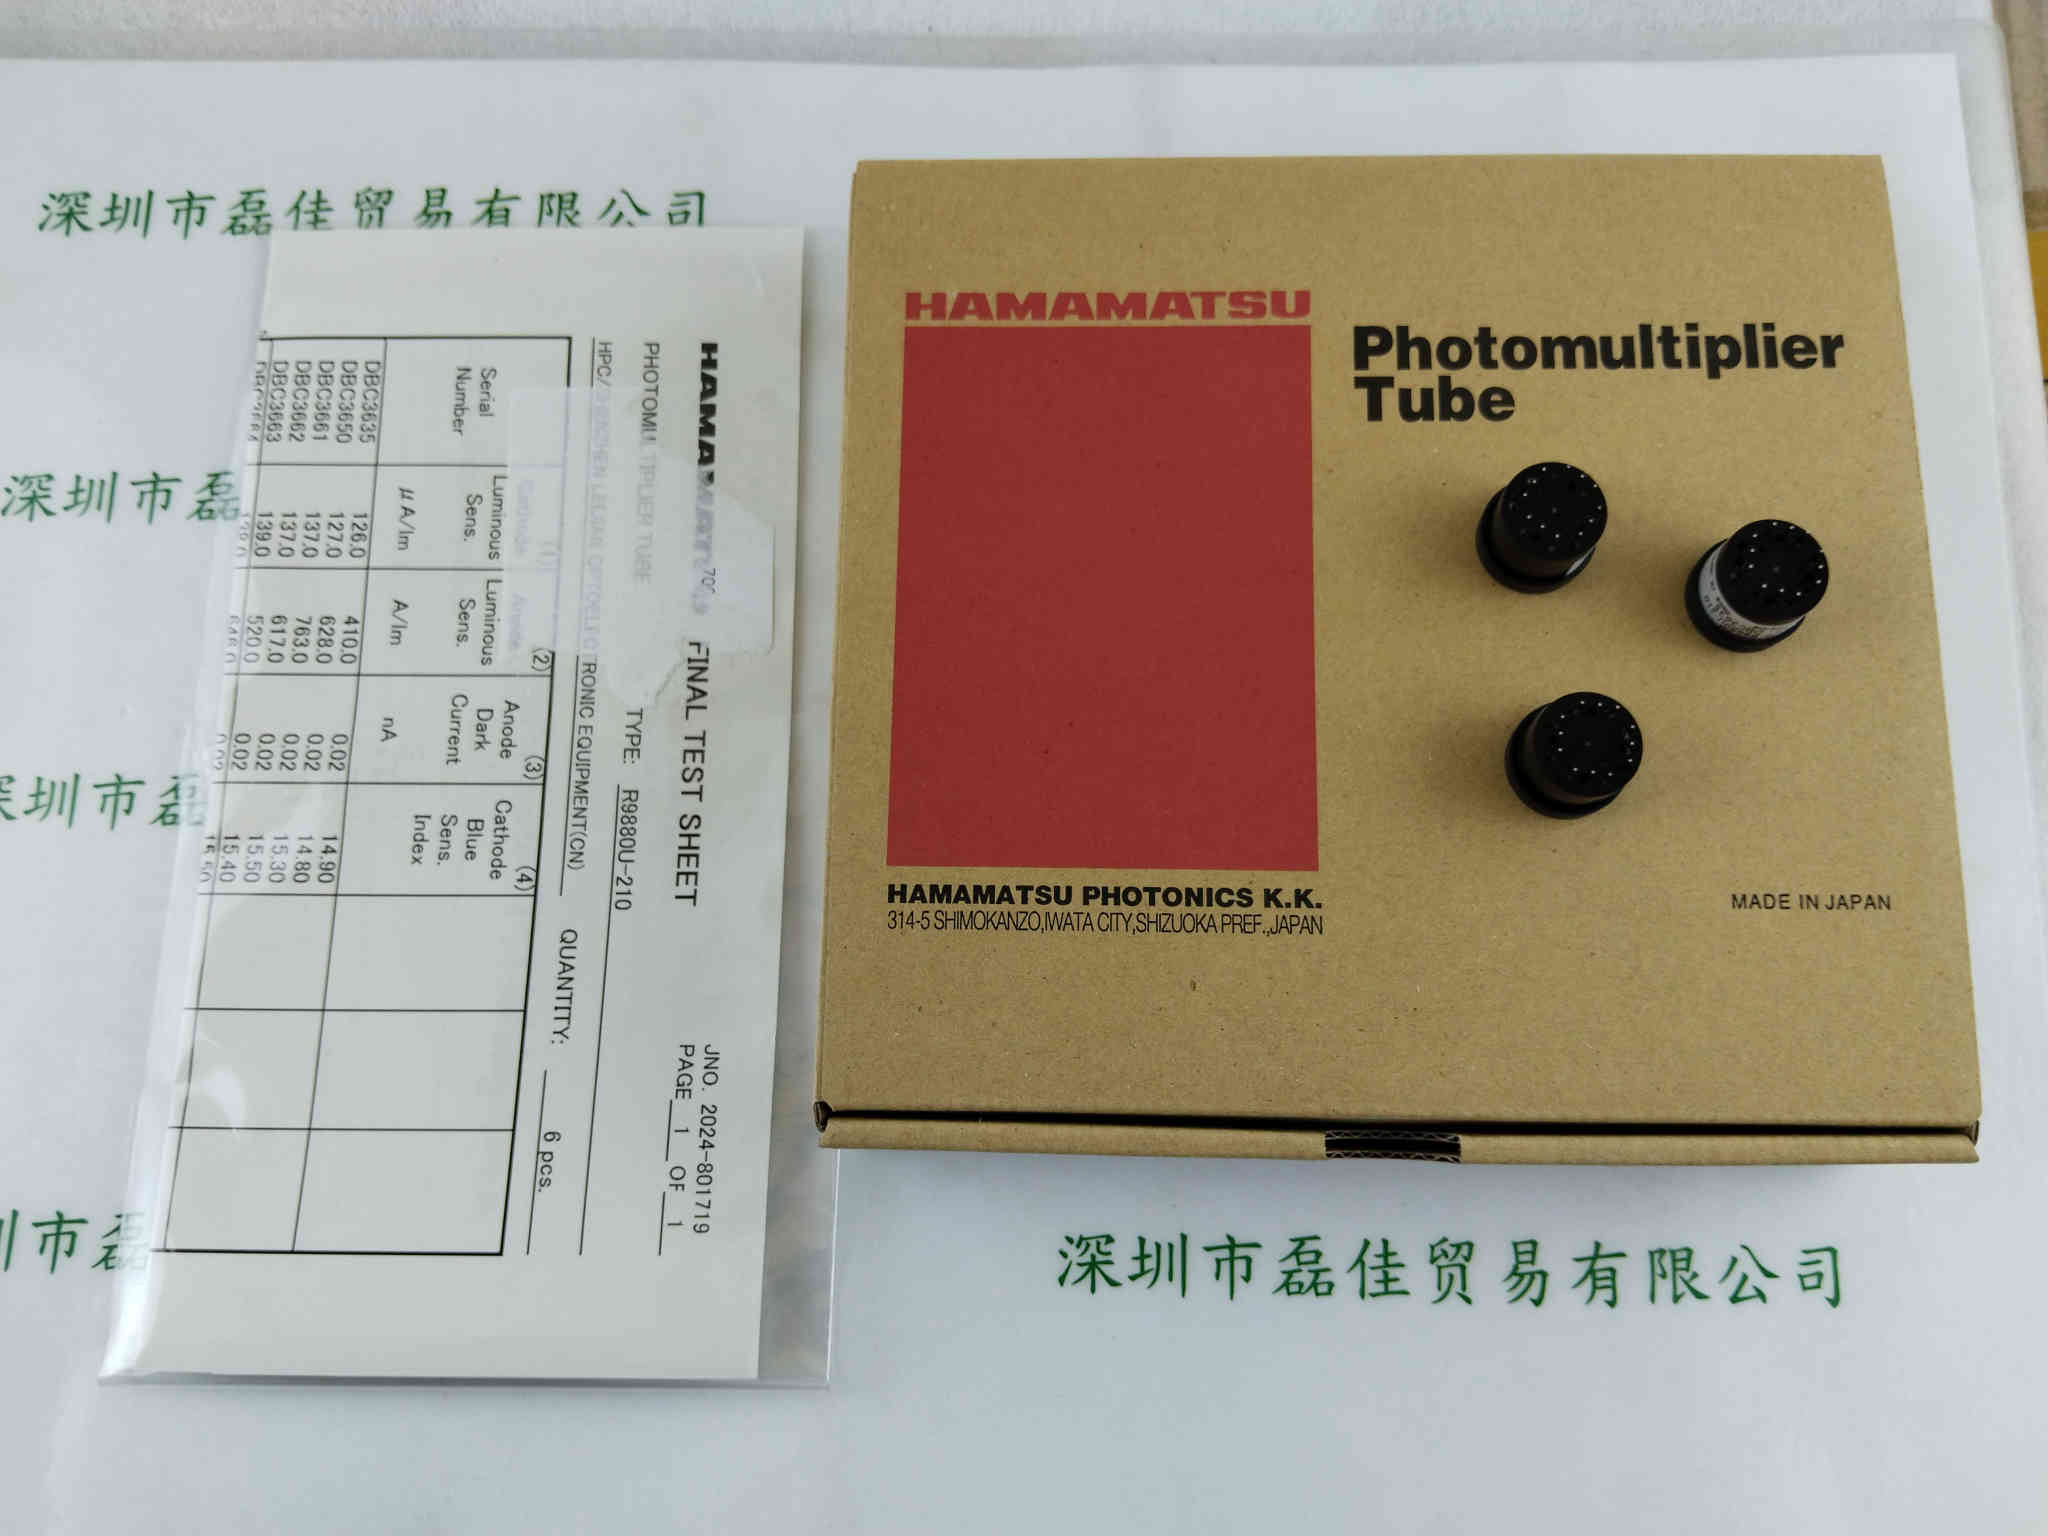 深圳市磊佳贸易有限公司
深圳市磊
深圳市磊
圳市磊
深圳市磊佳贸易有限公司
FINAL TEST SHEET
JNO. 2024-801719
PAGE 1 OF 1
PHOTOMULTIPLIER TUBE TYPE: R9880U-210
RONIC EQUIPMENT(CN) QUANTITY: 6 pcs.
(1) (2) (3) (4)
Serial Number
Cathode Luminous Sens.
Anode Luminous Sens.
Anode Dark Current
Cathode Blue Sens. Index
μA/lm A/lm nA
DBC3635 126.0 410.0 0.02 14.90
DBC3650 127.0 628.0 0.02 14.80
DBC3661 137.0 763.0 0.02 15.30
DBC3662 137.0 617.0 0.02 15.50
DBC3663 139.0 520.0 0.02 15.40
HAMAMATSU
Photomultiplier
Tube
HAMAMATSU PHOTONICS K.K.
314-5 SHIMOKANZO,IWATA CITY,SHIZUOKA PREF.,JAPAN
MADE IN JAPAN